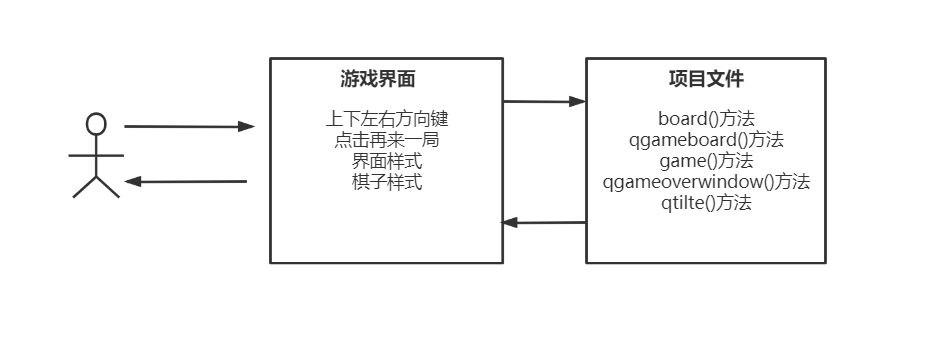 游戏界面
上下左右方向键
点击再来一局
界面样式
棋子样式
项目文件
board()方法
qgameboard()方法
game()方法
qgameoverwindow()方法
qtilte()方法